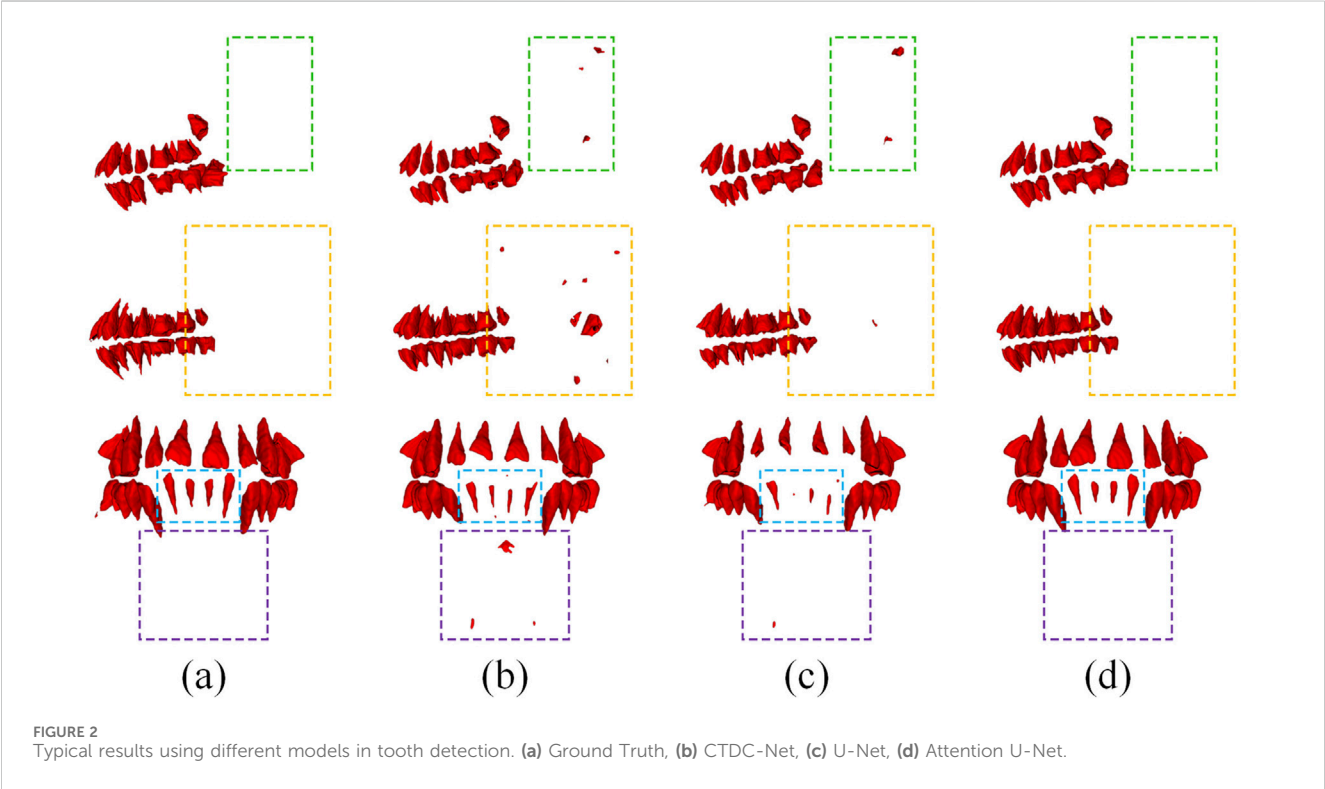 (a) (b) (c) (d)
FIGURE 2
Typical results using different models in tooth detection. (a) Ground Truth, (b) CTDC-Net, (c) U-Net, (d) Attention U-Net.